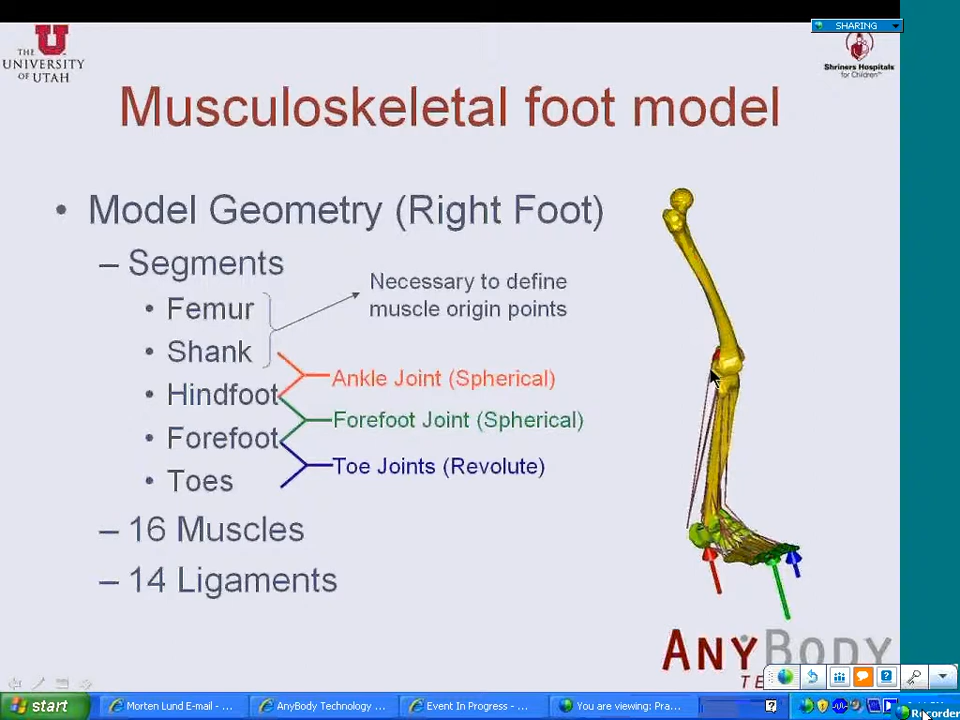 SHARING
THE
UNIVERSITY
OF UTAH
Shriners Hospitals
for Children™
Musculoskeletal foot model
• Model Geometry (Right Foot)
– Segments
Necessary to define
muscle origin points
• Femur
• Shank
Ankle Joint (Spherical)
• Hindfoot
Forefoot Joint (Spherical)
• Forefoot
Toe Joints (Revolute)
• Toes
– 16 Muscles
– 14 Ligaments
ANYBODY
start
Morten Lund E-mail - ...
AnyBody Technology ...
Event In Progress - ...
You are viewing: Pra...
Recorder